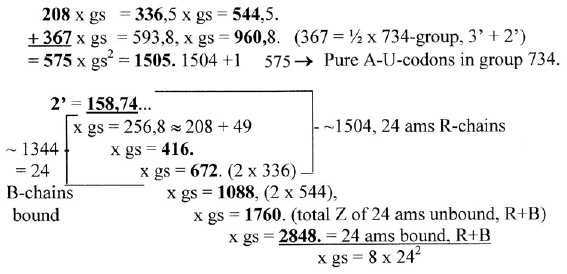 208 x gs = 336,5 x gs = 544,5.
+367 x gs = 593,8, x gs = 960,8. (367 = ½ x 734-group, 3’ + 2’)
= 575 x gs² = 1505. 1504 +1 575 → Pure A-U-codons in group 734.
2’ = 158,74...
x gs = 256,8 ≈ 208 + 49 - ~1504, 24 ams R-chains
~ 1344 x gs = 416.
= 24 x gs = 672. (2 x 336)
B-chains x gs = 1088, (2 x 544),
bound x gs = 1760. (total Z of 24 ams unbound, R+B)
x gs = 2848. = 24 ams bound, R+B
x gs = 8 x 24²